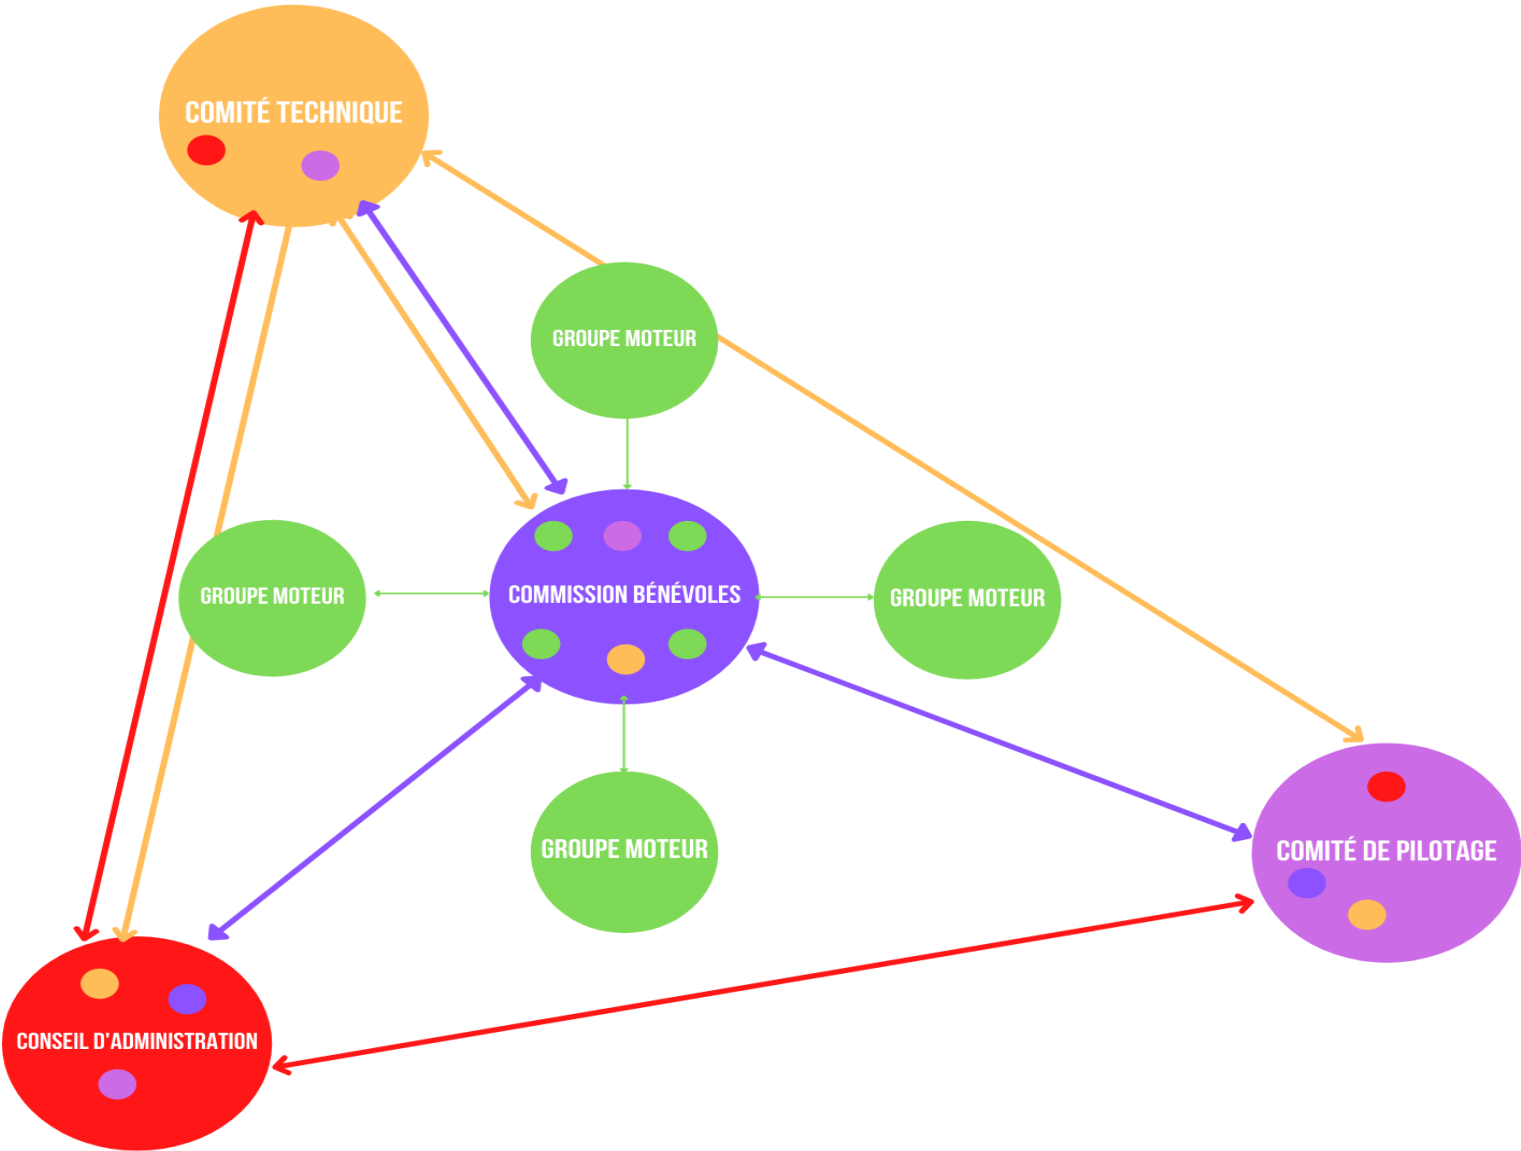 COMITÉ TECHNIQUE
GROUPE MOTEUR
GROUPE MOTEUR
COMMISSION BÉNÉVOLES
GROUPE MOTEUR
GROUPE MOTEUR
COMITÉ DE PILOTAGE
CONSEIL D'ADMINISTRATION